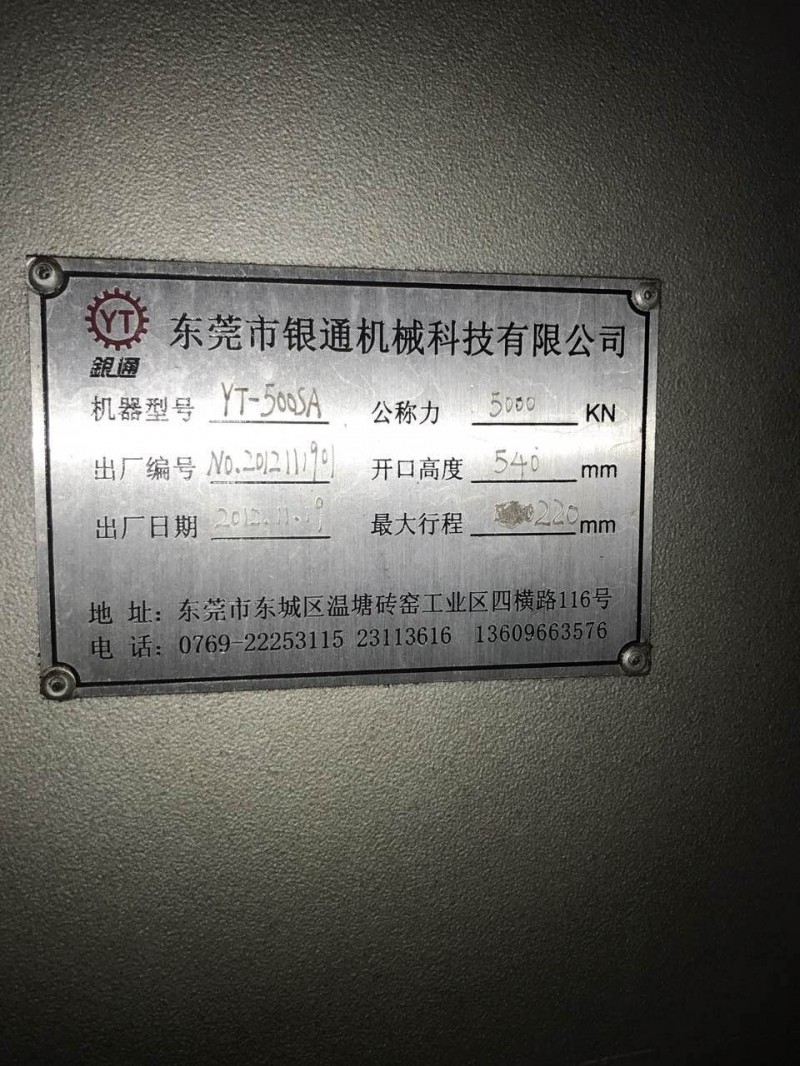 YT
銀通
东莞市银通机械科技有限公司
机器型号 YT-500SA 公称力 5000 KN
出厂编号 NO.2012111901 开口高度 540 mm
出厂日期 2012.11.19 最大行程 220 mm
地 址: 东莞市东城区温塘砖窑工业区四横路116号
电 话: 0769-22253115 23113616 13609663576